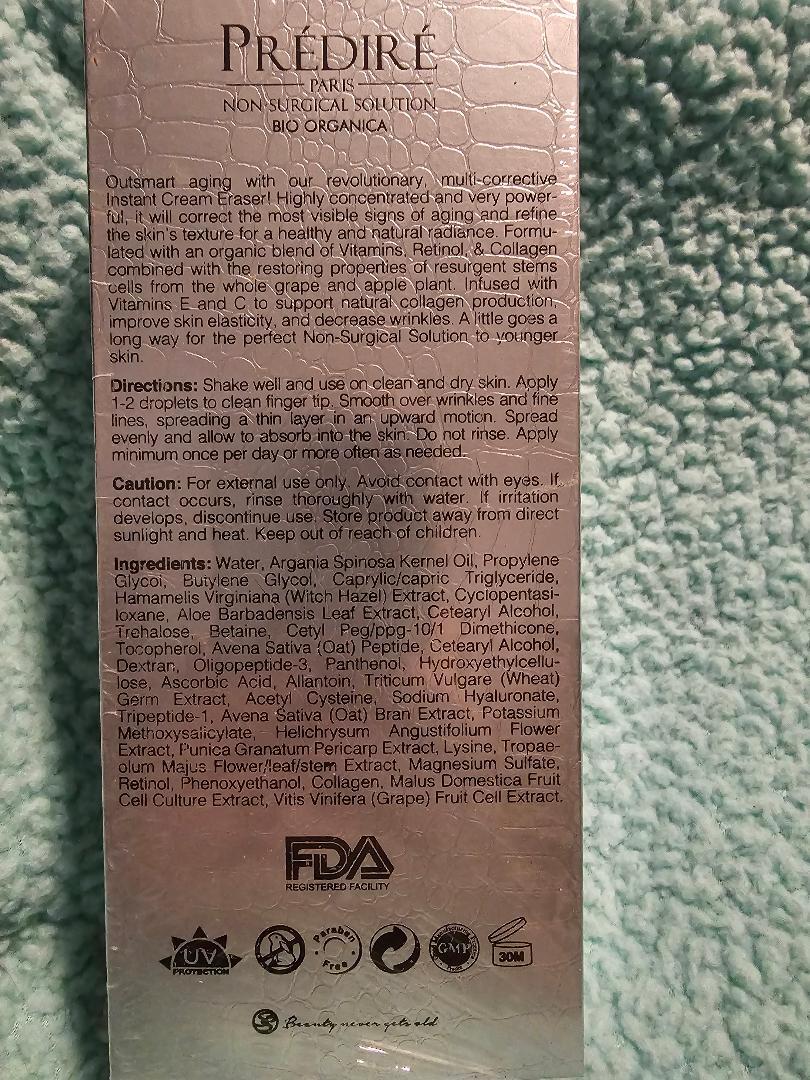 PRÉDIRÉ
PARIS
NON SURGICAL SOLUTION
BIO ORGANICA
Outsmart aging with our revolutionary, multi-corrective
Instant Cream Eraser! Highly concentrated and very power-
ful, it will correct the most visible signs of aging and refine
the skin's texture for a healthy and natural radiance. Formu-
lated with an organic blend of Vitamins, Retinol, & Collagen
combined with the restoring properties of resurgent stems
cells from the whole grape and apple plant. Infused with
Vitamins E and C to support natural collagen production,
improve skin elasticity, and decrease wrinkles. A little goes a
long way for the perfect Non-Surgical Solution to younger
skin.
Directions: Shake well and use on clean and dry skin. Apply
1-2 droplets to clean finger tip. Smooth over wrinkles and fine
lines, spreading a thin layer in an upward motion. Spread
evenly and allow to absorb into the skin. Do not rinse. Apply
minimum once per day or more often as needed.
Caution: For external use only. Avoid contact with eyes. If
contact occurs, rinse thoroughly with water. If irritation
develops, discontinue use. Store product away from direct
sunlight and heat. Keep out of reach of children.
Ingredients: Water, Argania Spinosa Kernel Oil, Propylene
Glycol, Butylene Glycol, Caprylic/capric Triglyceride,
Hamamelis Virginiana (Witch Hazel) Extract, Cyclopentasi-
loxane, Aloe Barbadensis Leaf Extract, Cetearyl Alcohol,
Trehalose, Betaine, Cetyl Peg/ppg-10/1 Dimethicone,
Tocopherol, Avena Sativa (Oat) Peptide, Cetearyl Alcohol,
Dextran, Oligopeptide-3, Panthenol, Hydroxyethylcellu-
lose, Ascorbic Acid, Allantoin, Triticum Vulgare (Wheat)
Germ Extract, Acetyl Cysteine, Sodium Hyaluronate,
Tripeptide-1, Avena Sativa (Oat) Bran Extract, Potassium
Methoxysalicylate, Helichrysum Angustifolium Flower
Extract, Punica Granatum Pericarp Extract, Lysine, Tropae-
olum Majus Flower/leaf/stem Extract, Magnesium Sulfate,
Retinol, Phenoxyethanol, Collagen, Malus Domestica Fruit
Cell Culture Extract, Vitis Vinifera (Grape) Fruit Cell Extract.
FDA
REGISTERED FACILITY
UV
PROTECTION
Paraben
Free
GMP
30M
Beauty never gets old